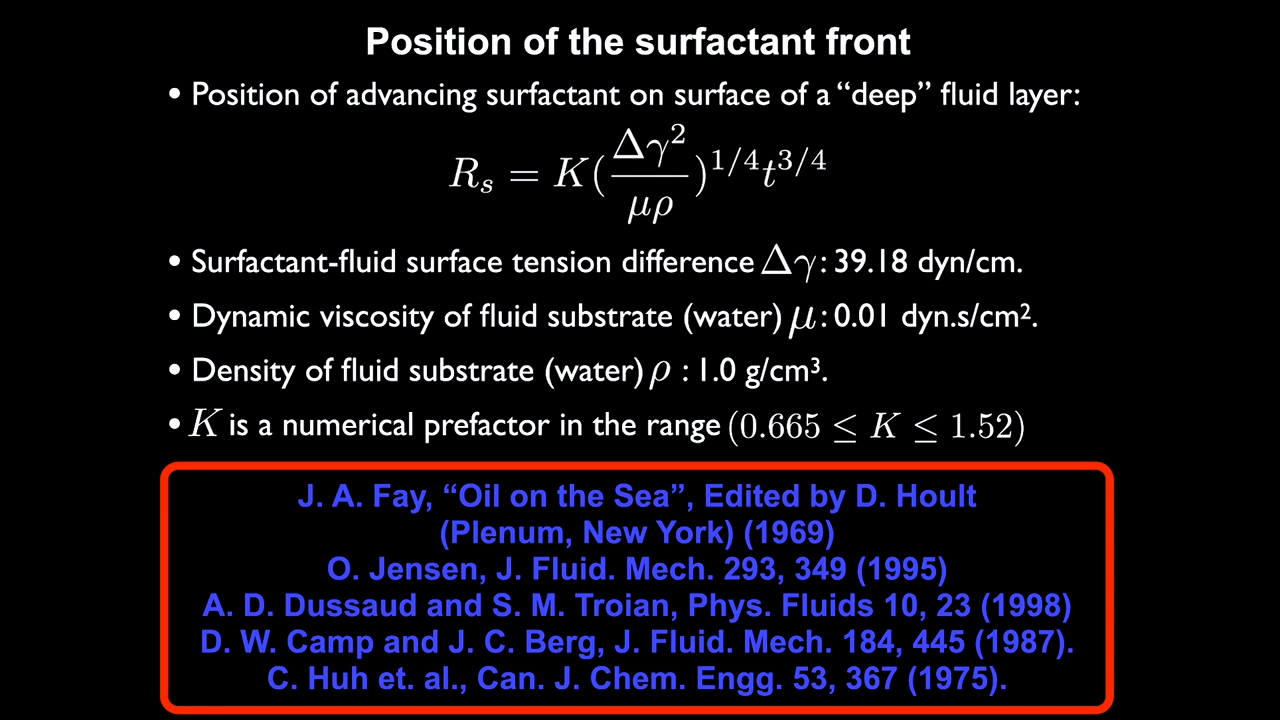 Position of the surfactant front
• Position of advancing surfactant on surface of a “deep” fluid layer:
R_s = K(\frac{Δγ^2}{μρ})^{1/4}t^{3/4}
• Surfactant-fluid surface tension difference Δγ: 39.18 dyn/cm.
• Dynamic viscosity of fluid substrate (water) μ: 0.01 dyn.s/cm².
• Density of fluid substrate (water) ρ : 1.0 g/cm³.
• K is a numerical prefactor in the range (0.665 ≤ K ≤ 1.52)
J. A. Fay, “Oil on the Sea”, Edited by D. Hoult
(Plenum, New York) (1969)
O. Jensen, J. Fluid. Mech. 293, 349 (1995)
A. D. Dussaud and S. M. Troian, Phys. Fluids 10, 23 (1998)
D. W. Camp and J. C. Berg, J. Fluid. Mech. 184, 445 (1987).
C. Huh et. al., Can. J. Chem. Engg. 53, 367 (1975).